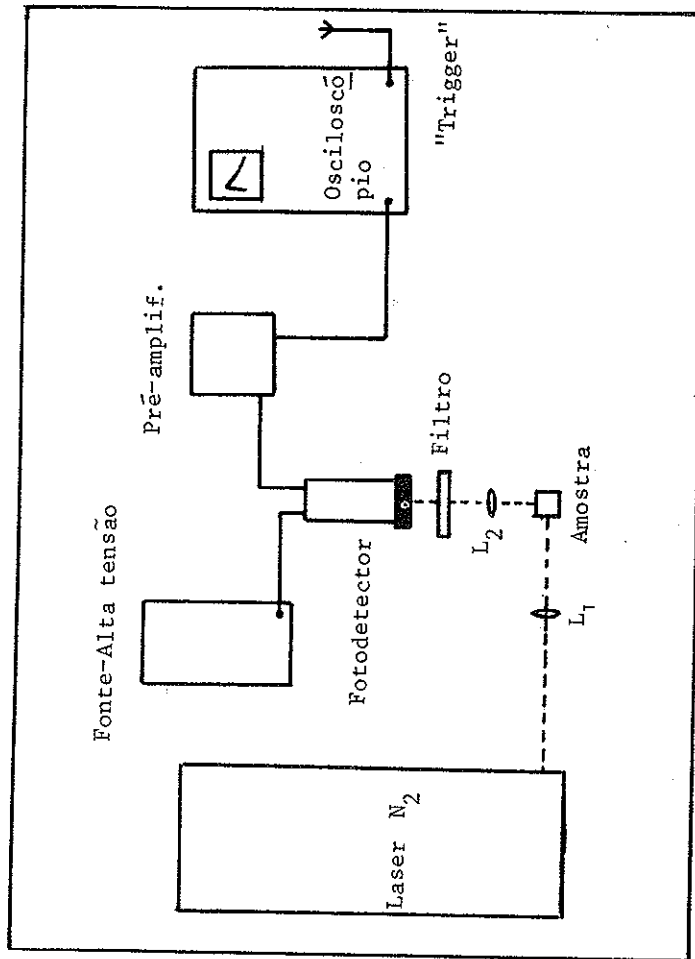 Fonte-Alta tensão
Pré-amplif.
Osciloscó
pio
"Trigger"
Fotodetector
Filtro
L2
Amostra
L1
Laser N2